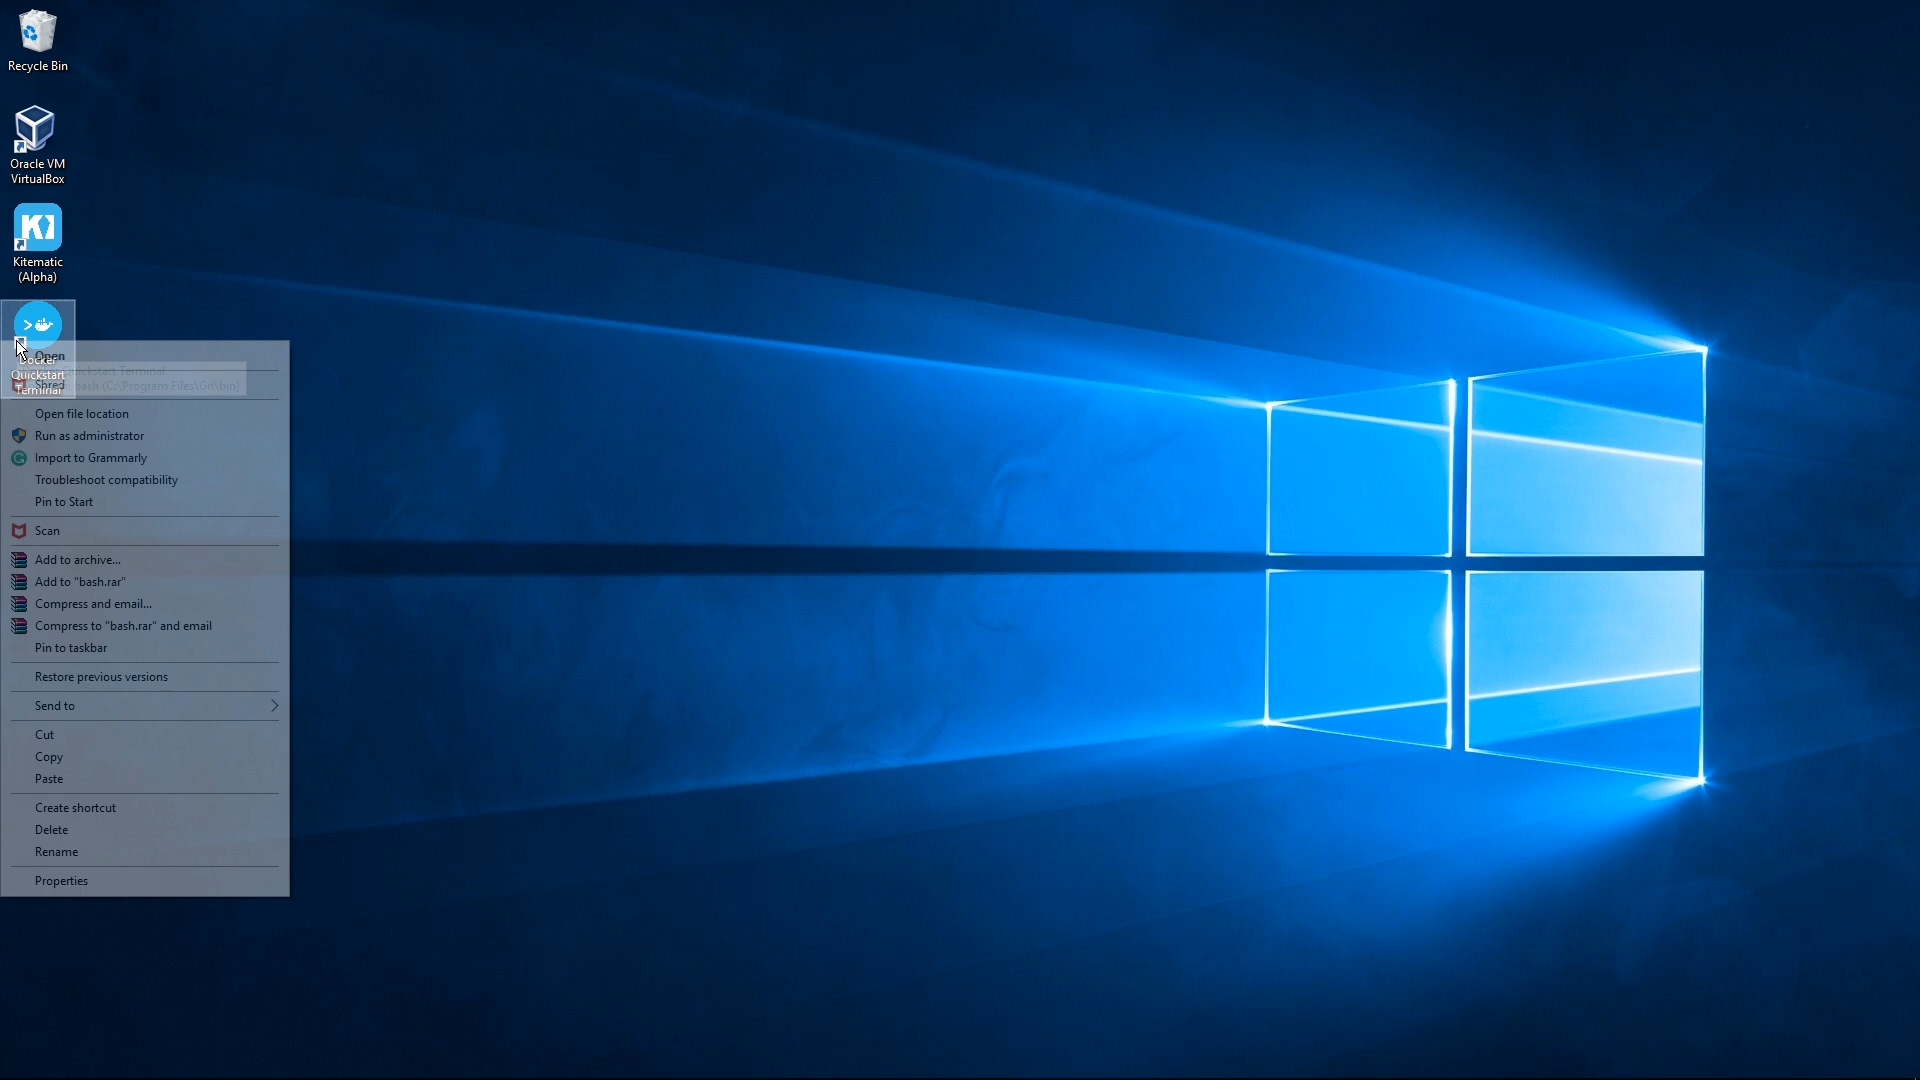 Recycle Bin
Oracle VM
VirtualBox
Kitematic
(Alpha)
Docker
Quickstart
Terminal
Open
Quickstart Terminal
Shred
bash (C:\Program Files\Git\bin)
Open file location
Run as administrator
Import to Grammarly
Troubleshoot compatibility
Pin to Start
Scan
Add to archive...
Add to "bash.rar"
Compress and email...
Compress to "bash.rar" and email
Pin to taskbar
Restore previous versions
Send to
Cut
Copy
Paste
Create shortcut
Delete
Rename
Properties